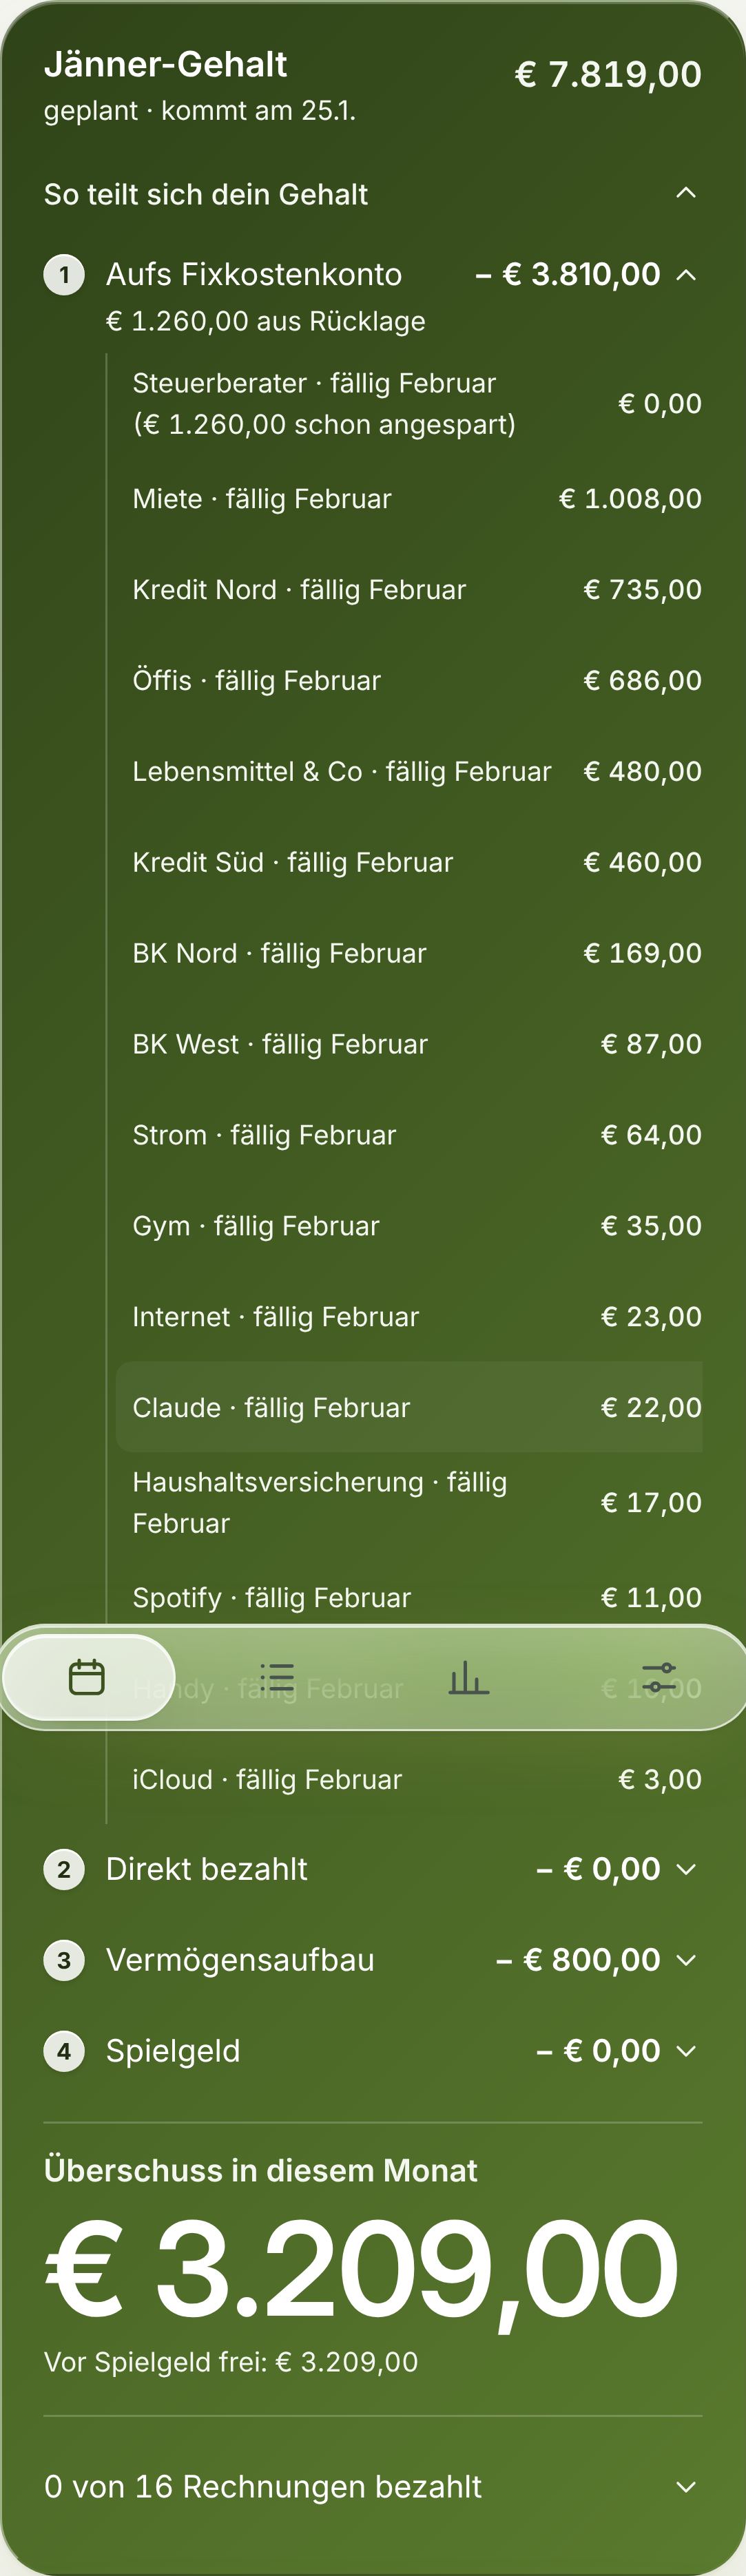 Jänner-Gehalt
€ 7.819,00
geplant · kommt am 25.1.
So teilt sich dein Gehalt
1 Aufs Fixkostenkonto – € 3.810,00
€ 1.260,00 aus Rücklage
Steuerberater · fällig Februar
(€ 1.260,00 schon angespart)
€ 0,00
Miete · fällig Februar € 1.008,00
Kredit Nord · fällig Februar € 735,00
Öffis · fällig Februar € 686,00
Lebensmittel & Co · fällig Februar € 480,00
Kredit Süd · fällig Februar € 460,00
BK Nord · fällig Februar € 169,00
BK West · fällig Februar € 87,00
Strom · fällig Februar € 64,00
Gym · fällig Februar € 35,00
Internet · fällig Februar € 23,00
Claude · fällig Februar € 22,00
Haushaltsversicherung · fällig
Februar
€ 17,00
Spotify · fällig Februar € 11,00
Handy · fällig Februar € 10,00
iCloud · fällig Februar € 3,00
2 Direkt bezahlt – € 0,00
3 Vermögensaufbau – € 800,00
4 Spielgeld – € 0,00
Überschuss in diesem Monat
€ 3.209,00
Vor Spielgeld frei: € 3.209,00
0 von 16 Rechnungen bezahlt